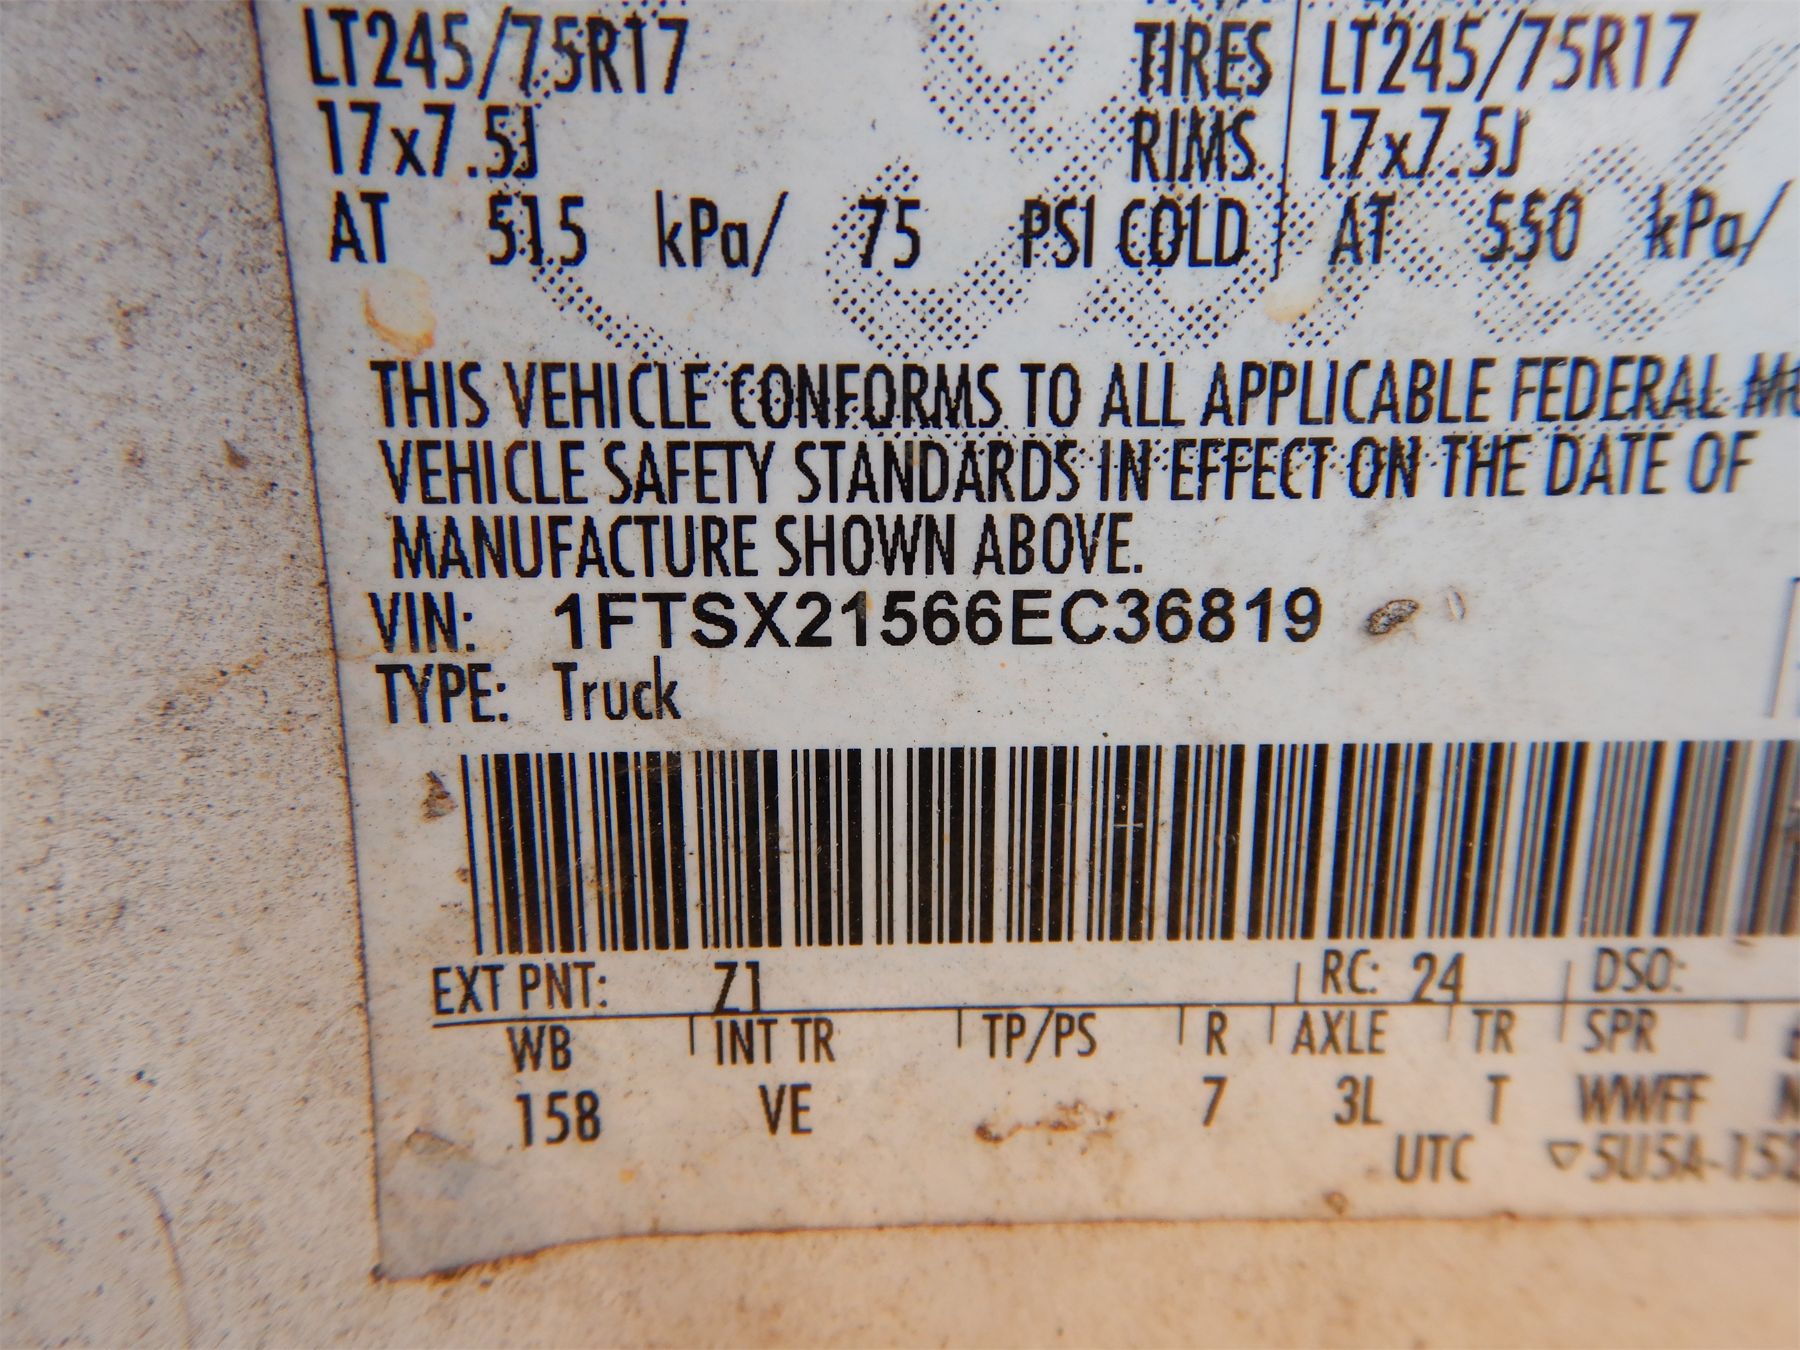 LT245/75R17 TIRES LT245/75R17
17x7.5J RIMS 17x7.5J
AT 515 kPa/ 75 PSI COLD AT 550 kPa/
THIS VEHICLE CONFORMS TO ALL APPLICABLE FEDERAL
VEHICLE SAFETY STANDARDS IN EFFECT ON THE DATE OF
MANUFACTURE SHOWN ABOVE.
VIN: 1FTSX21566EC36819
TYPE: Truck
EXT PNT: Z1 RC: 24 DSO:
WB INT TR TP/PS R AXLE TR SPR
158 VE 7 3L T WWFF
UTC ▽5U5A-152